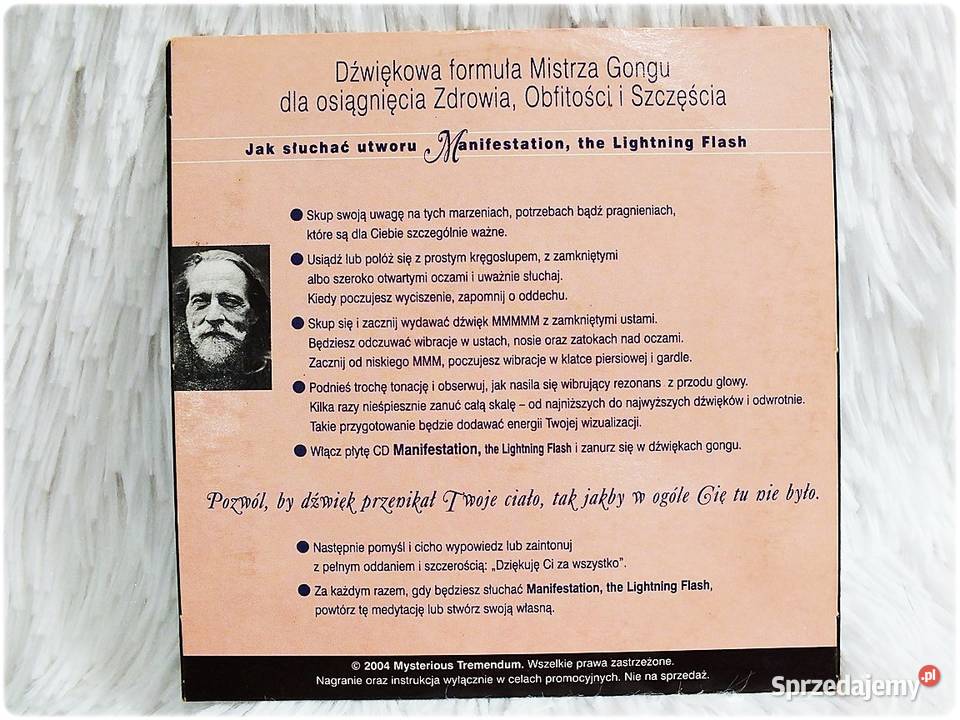 Dźwiękowa formuła Mistrza Gongu
dla osiągnięcia Zdrowia, Obfitości i Szczęścia
Jak słuchać utworu Manifestation, the Lightning Flash
Skup swoją uwagę na tych marzeniach, potrzebach bądź pragnieniach,
które są dla Ciebie szczególnie ważne.
Usiądź lub połóż się z prostym kręgosłupem, z zamkniętymi
albo szeroko otwartymi oczami i uważnie słuchaj.
Kiedy poczujesz wyciszenie, zapomnij o oddechu.
Skup się i zacznij wydawać dźwięk MMMMM z zamkniętymi ustami.
Będziesz odczuwać wibracje w ustach, nosie oraz zatokach nad oczami.
Zacznij od niskiego MMM, poczujesz wibracje w klatce piersiowej i gardle.
Podnieś trochę tonację i obserwuj, jak nasila się wibrujący rezonans z przodu głowy.
Kilka razy nieśpiesznie zanuć całą skalę – od najniższych do najwyższych dźwięków i odwrotnie.
Takie przygotowanie będzie dodawać energii Twojej wizualizacji.
Włącz płytę CD Manifestation, the Lightning Flash i zanurz się w dźwiękach gongu.
Pozwól, by dźwięk przenikał Twoje ciało, tak jakby w ogóle Cię tu nie było.
Następnie pomyśl i cicho wypowiedz lub zaintonuj
z pełnym oddaniem i szczerością: „Dziękuję Ci za wszystko”.
Za każdym razem, gdy będziesz słuchać Manifestation, the Lightning Flash,
powtórz tę medytację lub stwórz swoją własną.
© 2004 Mysterious Tremendum. Wszelkie prawa zastrzeżone.
Nagranie oraz instrukcja wyłącznie w celach promocyjnych. Nie na sprzedaż.
Sprzedajemy.pl